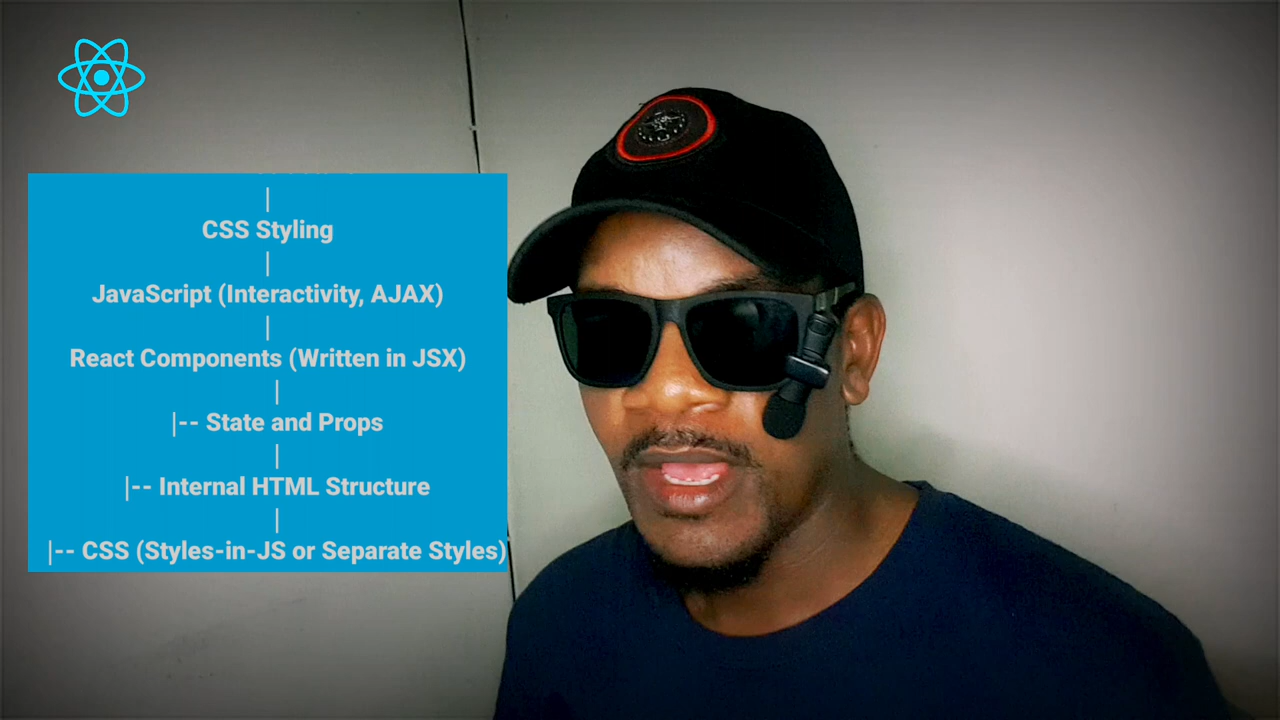 |
CSS Styling
|
JavaScript (Interactivity, AJAX)
|
React Components (Written in JSX)
|
|-- State and Props
|
|-- Internal HTML Structure
|
|-- CSS (Styles-in-JS or Separate Styles)